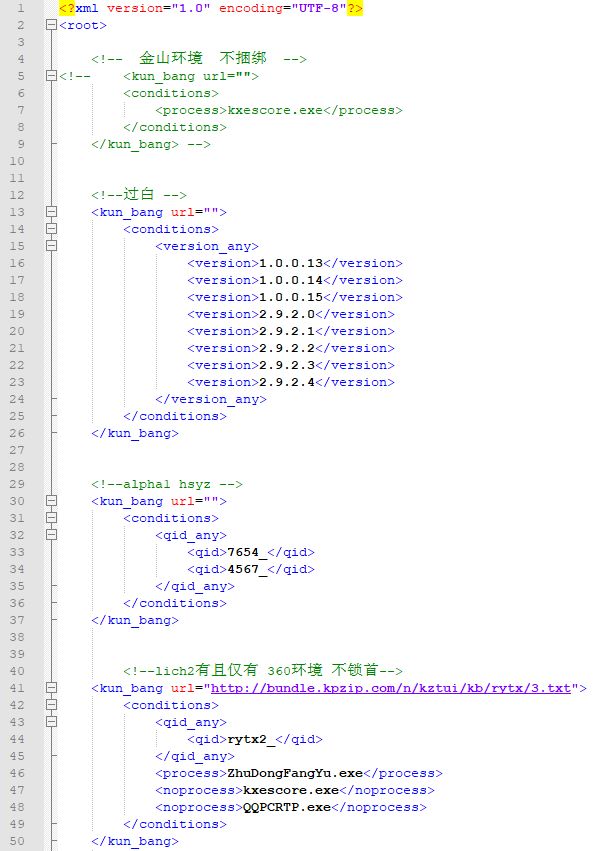 1 <?xml version="1.0" encoding="UTF-8"?>
2 <root>
3
4 <!-- 金山环境 不捆绑 -->
5 <!-- <kun_bang url="">
6 <conditions>
7 <process>kxescore.exe</process>
8 </conditions>
9 </kun_bang> -->
10
11
12 <!--过白 -->
13 <kun_bang url="">
14 <conditions>
15 <version_any>
16 <version>1.0.0.13</version>
17 <version>1.0.0.14</version>
18 <version>1.0.0.15</version>
19 <version>2.9.2.0</version>
20 <version>2.9.2.1</version>
21 <version>2.9.2.2</version>
22 <version>2.9.2.3</version>
23 <version>2.9.2.4</version>
24 </version_any>
25 </conditions>
26 </kun_bang>
27
28
29 <!--alphal hsyz -->
30 <kun_bang url="">
31 <conditions>
32 <qid_any>
33 <qid>7654_</qid>
34 <qid>4567_</qid>
35 </qid_any>
36 </conditions>
37 </kun_bang>
38
39
40 <!--lich2有且仅有 360环境 不锁首-->
41 <kun_bang url="http://bundle.kpzip.com/n/kztui/kb/rytx/3.txt">
42 <conditions>
43 <qid_any>
44 <qid>rytx2_</qid>
45 </qid_any>
46 <process>ZhuDongFangYu.exe</process>
47 <noprocess>kxescore.exe</noprocess>
48 <noprocess>QQPCRTP.exe</noprocess>
49 </conditions>
50 </kun_bang>